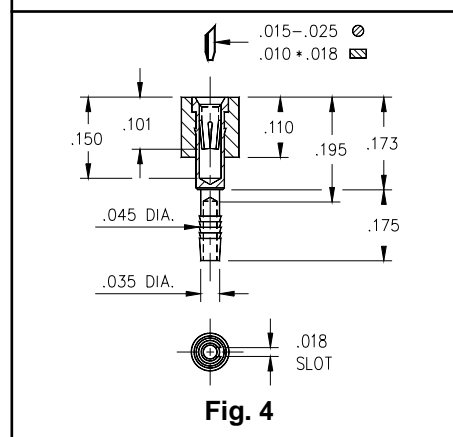 .015-.025 ⌀
.010 * .018 ▨
.150
.101
.110
.195
.173
.045 DIA.
.175
.035 DIA.
.018
SLOT
Fig. 4